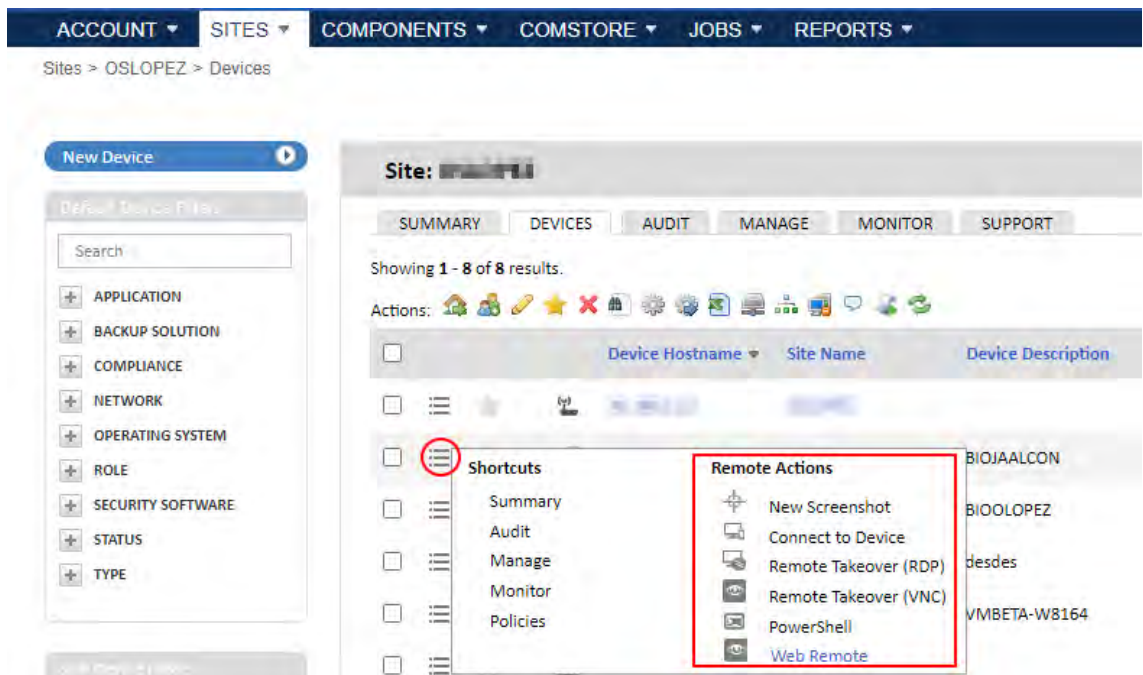 ACCOUNT SITES COMPONENTS COMSTORE JOBS REPORTS
Sites > OSLOPEZ > Devices
New Device
Search
APPLICATION
BACKUP SOLUTION
COMPLIANCE
NETWORK
OPERATING SYSTEM
ROLE
SECURITY SOFTWARE
STATUS
TYPE
Site:
SUMMARY DEVICES AUDIT MANAGE MONITOR SUPPORT
Showing 1 - 8 of 8 results.
Actions:
Device Hostname Site Name Device Description
Shortcuts
Summary
Audit
Manage
Monitor
Policies
Remote Actions
New Screenshot
Connect to Device
Remote Takeover (RDP)
Remote Takeover (VNC)
PowerShell
Web Remote
BIOJAALCON
BIOOLOPEZ
desdes
VMBETA-W8164